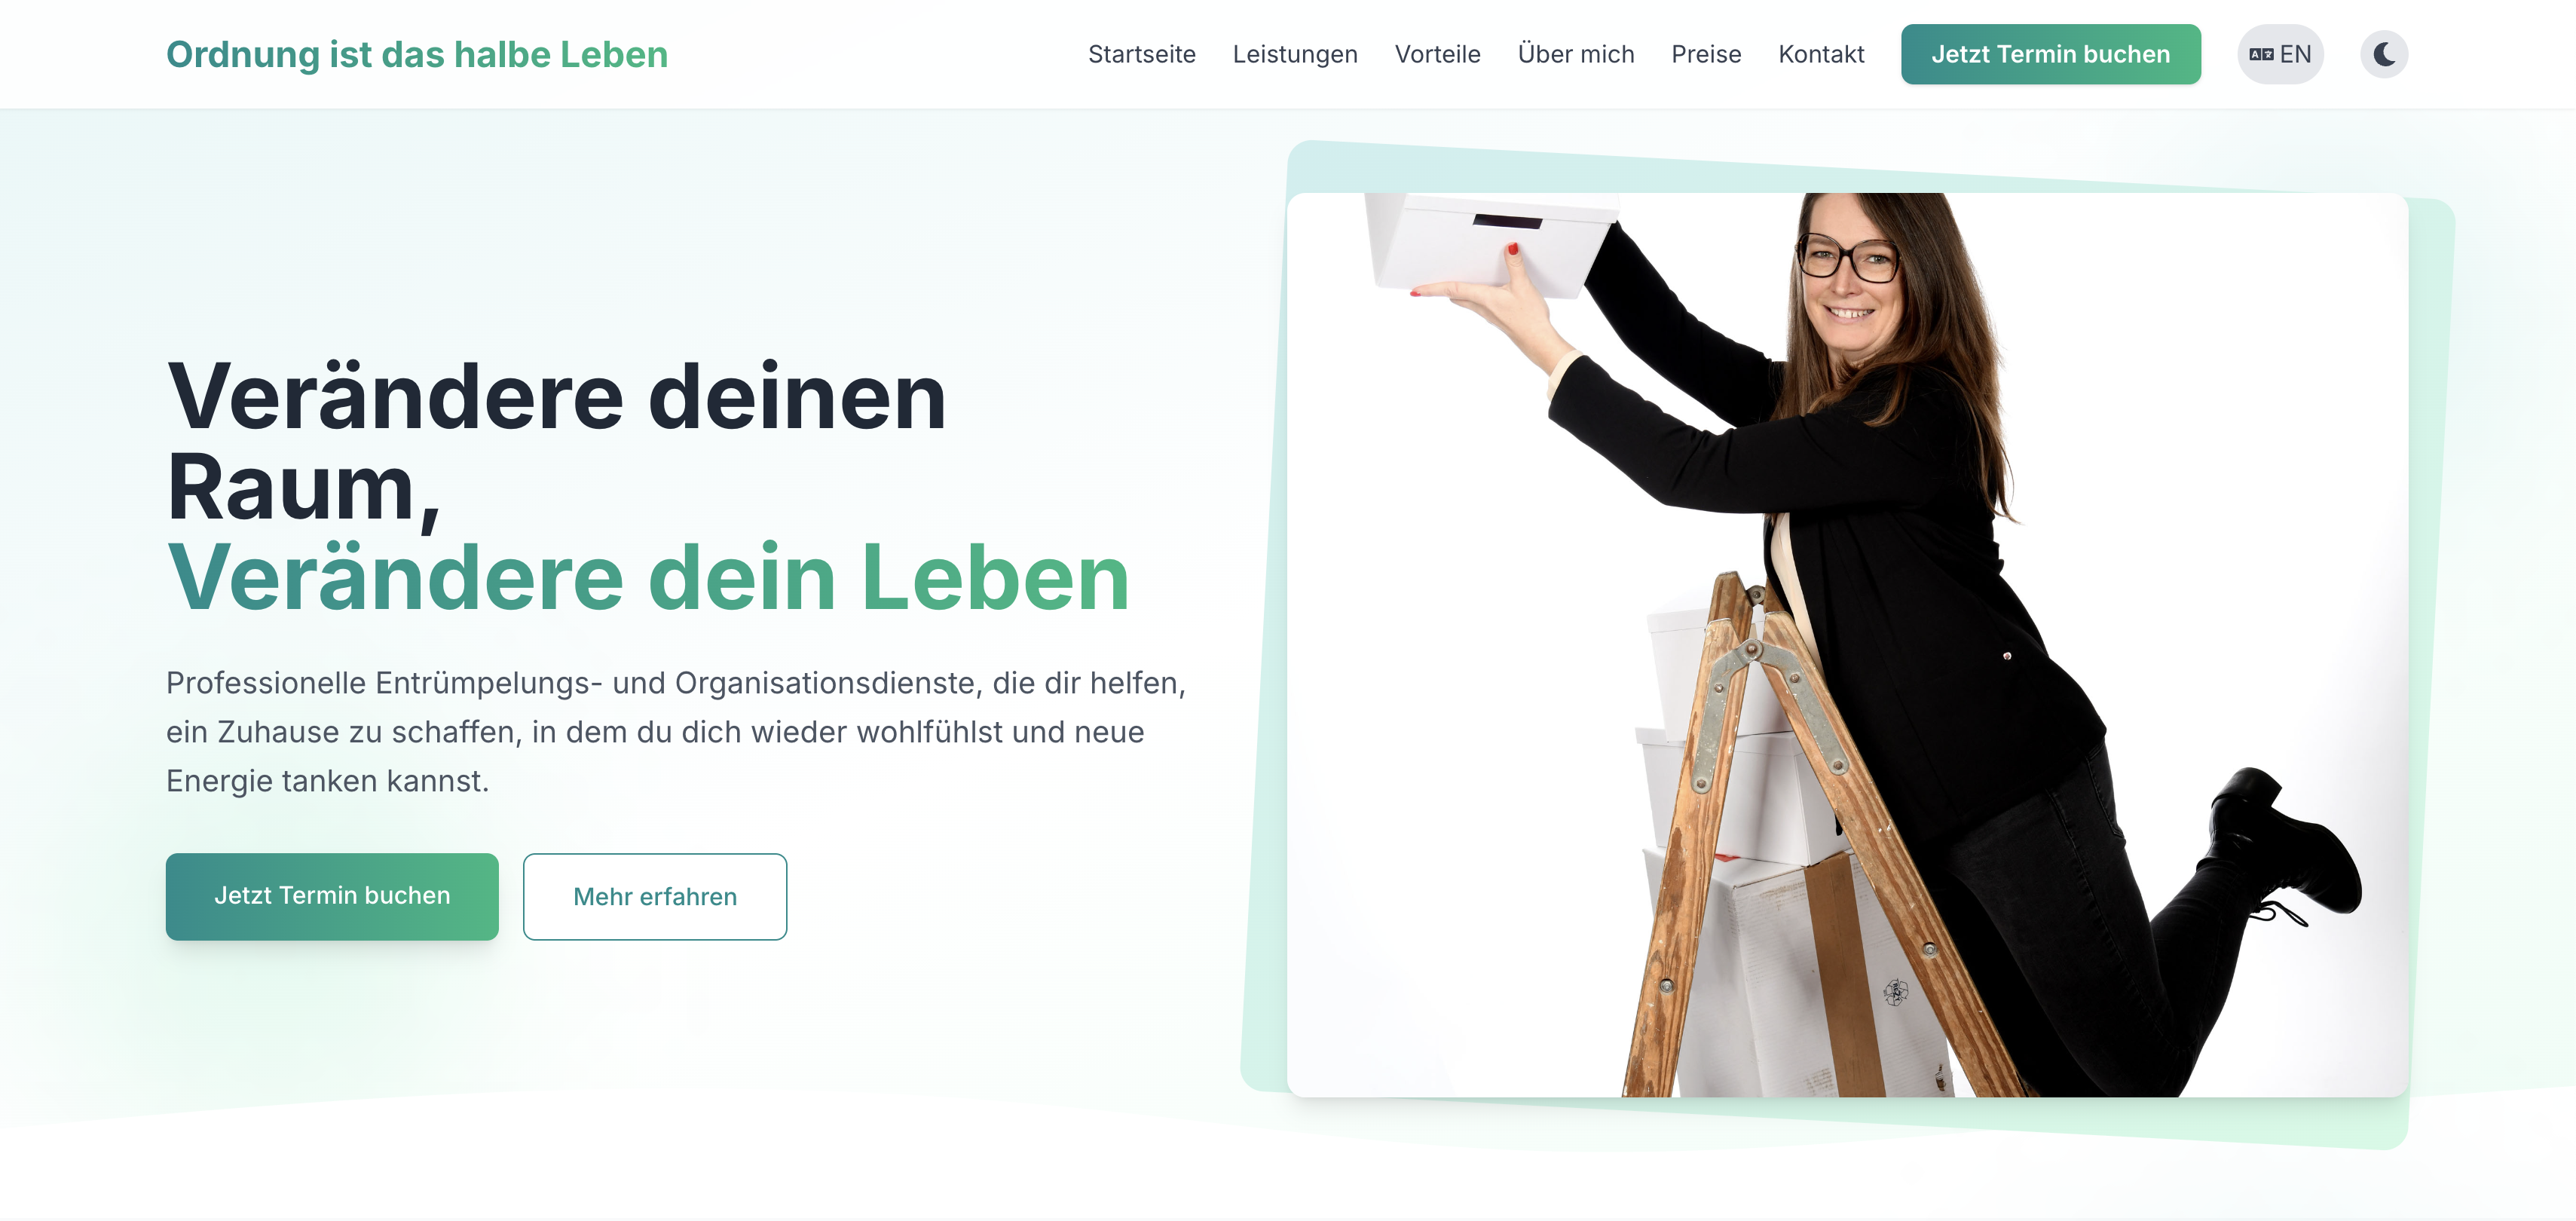 Ordnung ist das halbe Leben
Startseite
Leistungen
Vorteile
Über mich
Preise
Kontakt
Jetzt Termin buchen
EN
Verändere deinen
Raum,
Verändere dein Leben
Professionelle Entrümpelungs- und Organisationsdienste, die dir helfen,
ein Zuhause zu schaffen, in dem du dich wieder wohlfühlst und neue
Energie tanken kannst.
Jetzt Termin buchen
Mehr erfahren